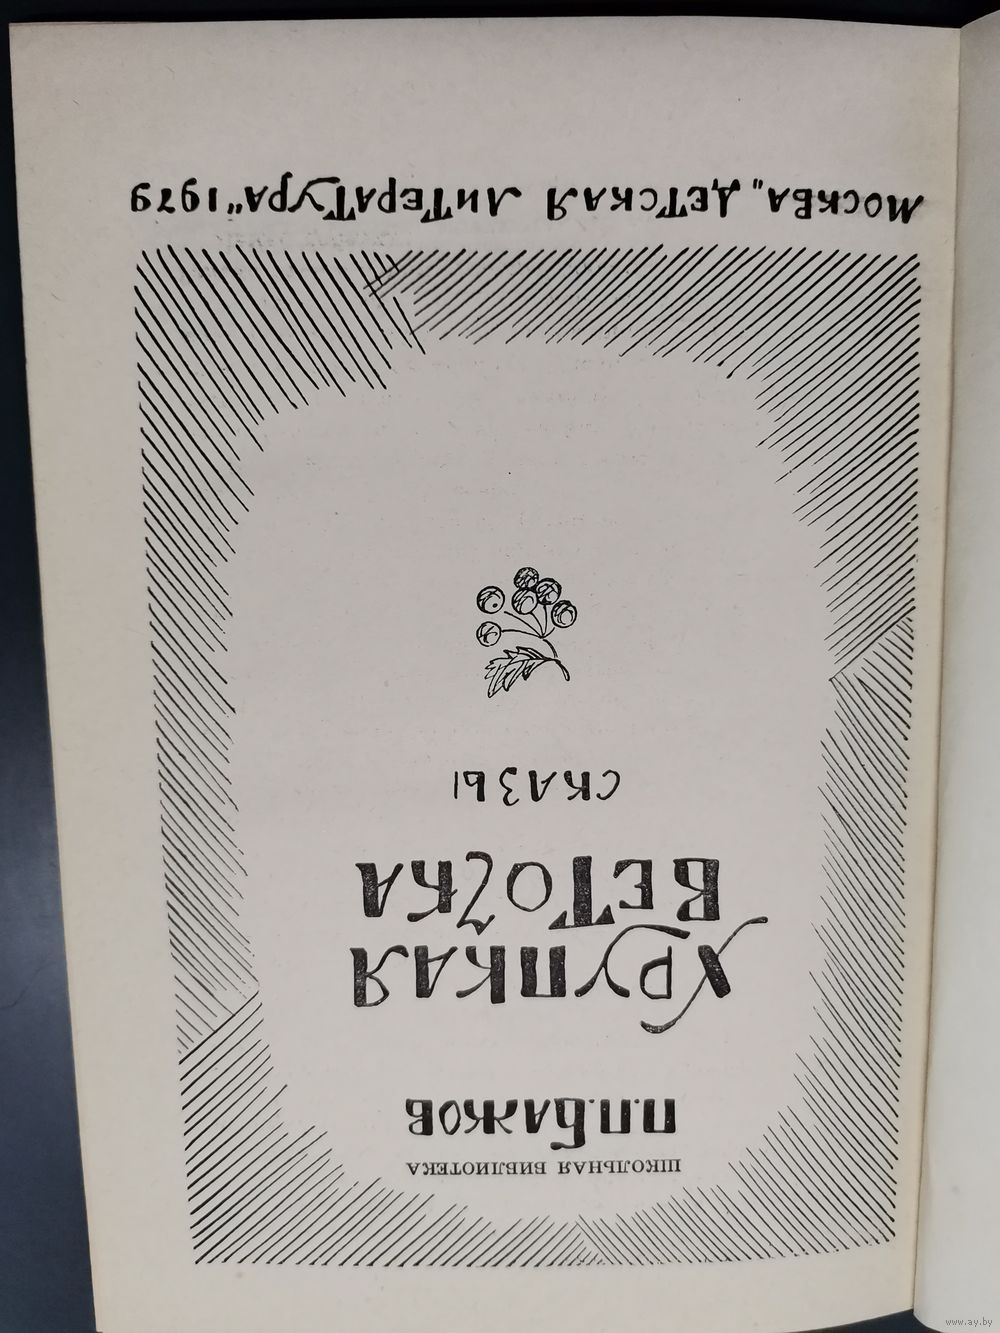 ШКОЛЬНАЯ БИБЛИОТЕКА
П.П.БАЖОВ
ХРУПКАЯ
ВЕТОЧКА
СКАЗЫ
МОСКВА „ДЕТСКАЯ ЛИТЕРАТУРА“ 1979
www.ay.by